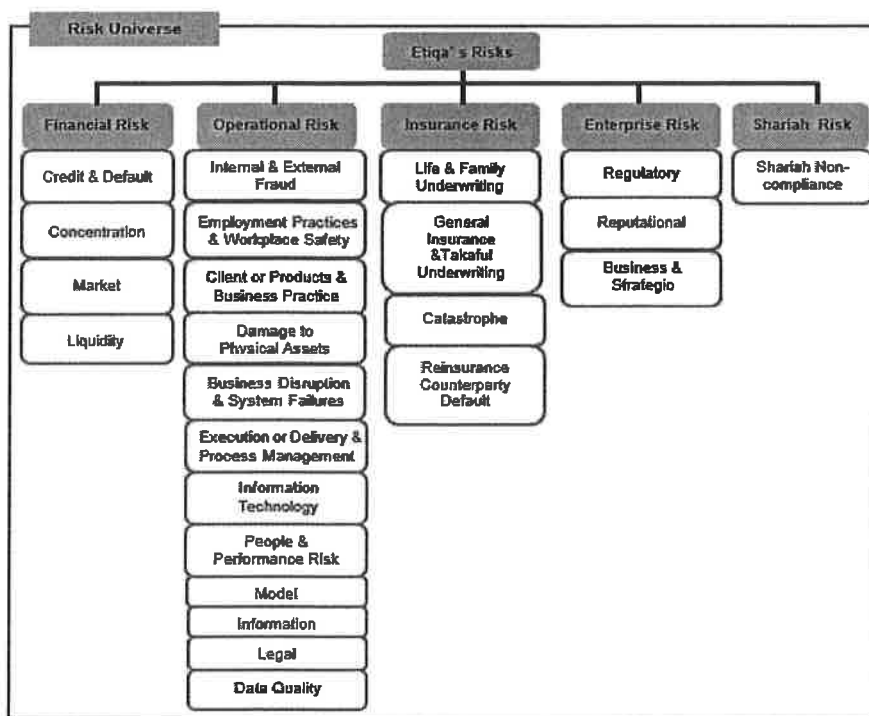 Risk Universe
Etiqa's Risks
Financial Risk
Credit & Default
Concentration
Market
Liquidity
Operational Risk
Internal & External
Fraud
Employment Practices
& Workplace Safety
Client or Products &
Business Practice
Damage to
Physical Assets
Business Disruption
& System Failures
Execution or Delivery &
Process Management
Information
Technology
People &
Performance Risk
Model
Information
Legal
Data Quality
Insurance Risk
Life & Family
Underwriting
General
Insurance
&Takaful
Underwriting
Catastrophe
Reinsurance
Counterparty
Default
Enterprise Risk
Regulatory
Reputational
Business &
Strategic
Shariah Risk
Shariah Non-
compliance